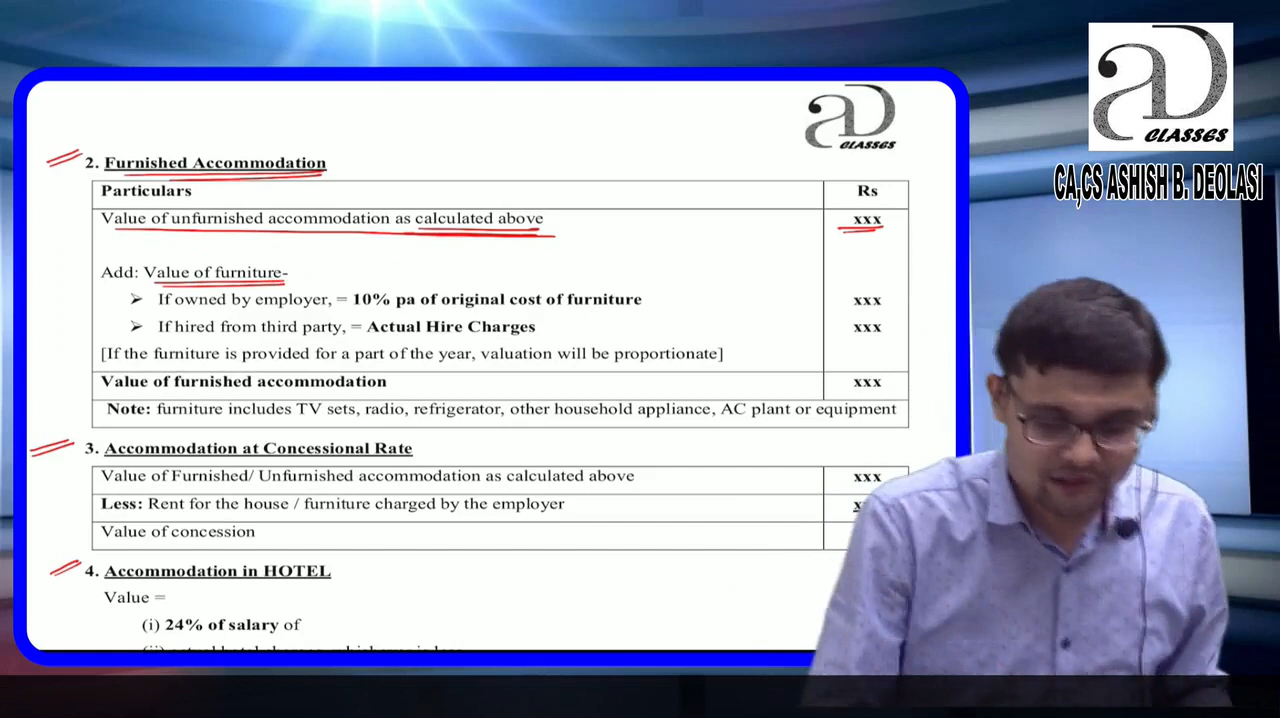 aD
CLASSES
CA,CS ASHISH B. DEOLASI
aD
CLASSES
2. Furnished Accommodation
Particulars Rs
Value of unfurnished accommodation as calculated above xxx
Add: Value of furniture-
➢ If owned by employer, = 10% pa of original cost of furniture xxx
➢ If hired from third party, = Actual Hire Charges xxx
[If the furniture is provided for a part of the year, valuation will be proportionate]
Value of furnished accommodation xxx
Note: furniture includes TV sets, radio, refrigerator, other household appliance, AC plant or equipment
3. Accommodation at Concessional Rate
Value of Furnished/ Unfurnished accommodation as calculated above xxx
Less: Rent for the house / furniture charged by the employer
Value of concession
4. Accommodation in HOTEL
Value =
(i) 24% of salary of